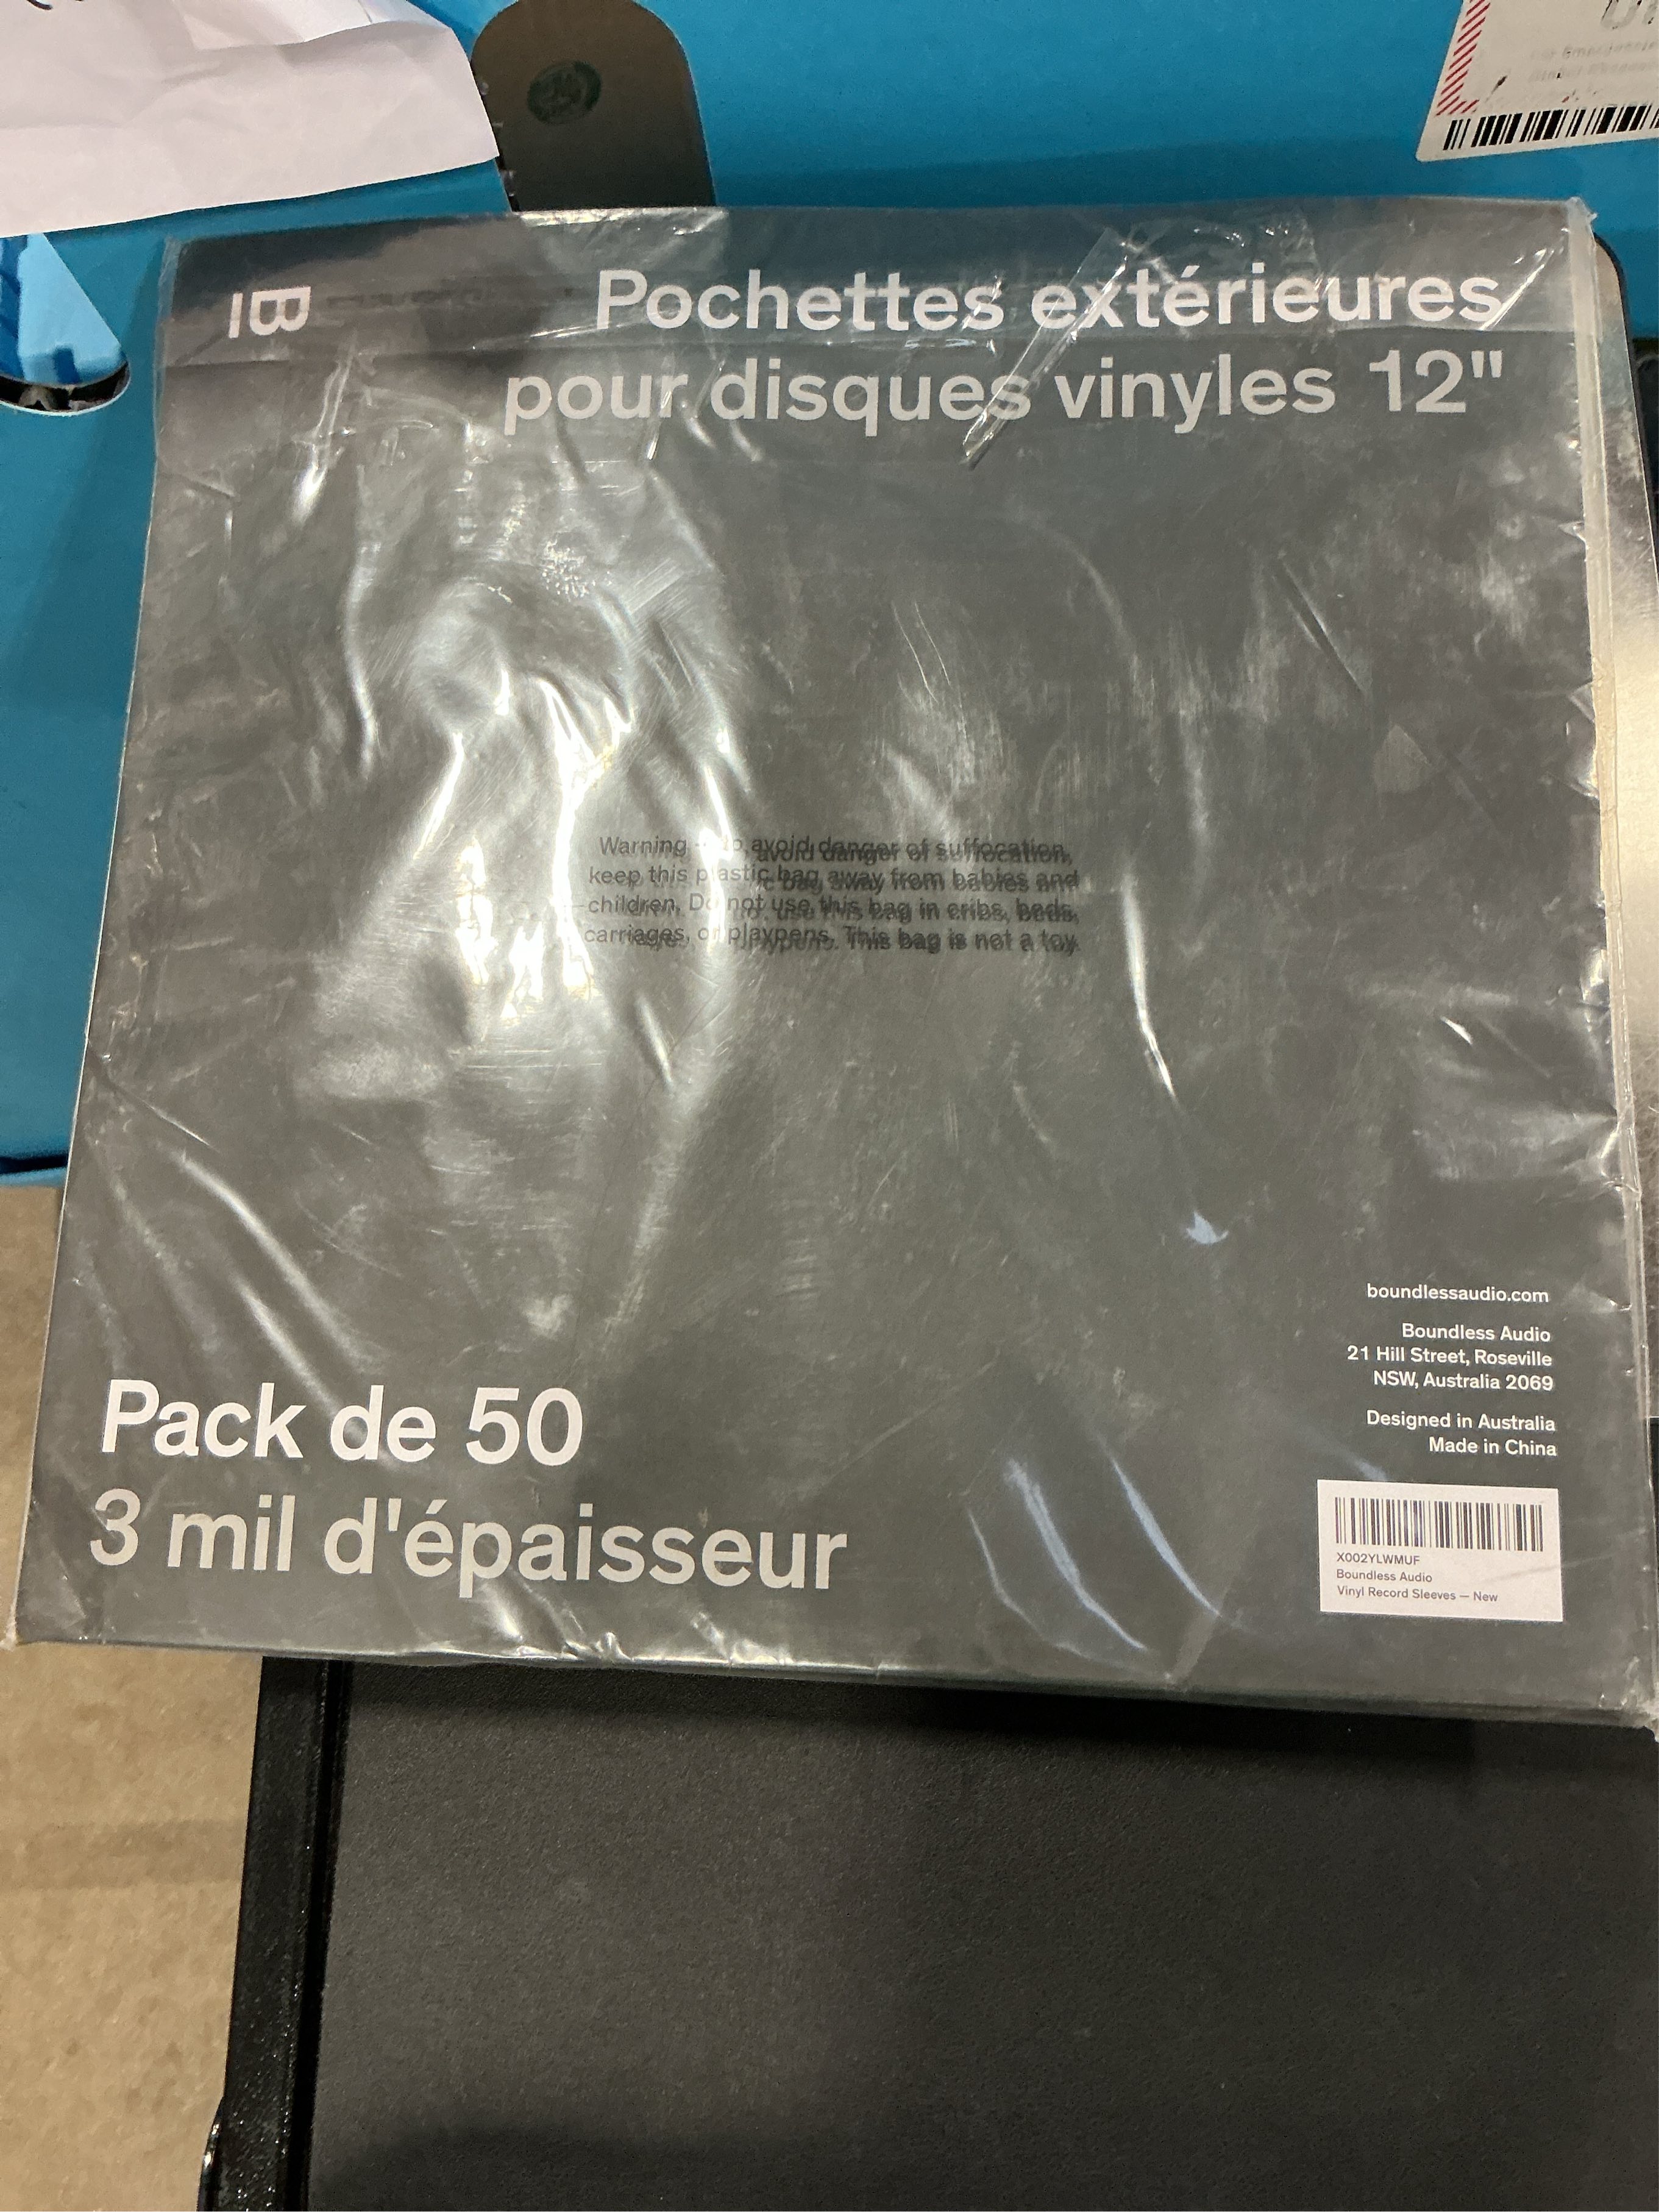 B
Pochettes extérieures
pour disques vinyles 12"
Warning - To avoid danger of suffocation,
keep this plastic bag away from babies and
children. Do not use this bag in cribs, beds,
carriages, or playpens. This bag is not a toy.
boundlessaudio.com
Boundless Audio
21 Hill Street, Roseville
NSW, Australia 2069
Designed in Australia
Made in China
Pack de 50
3 mil d'épaisseur
X002YLWMUF
Boundless Audio
Vinyl Record Sleeves — New